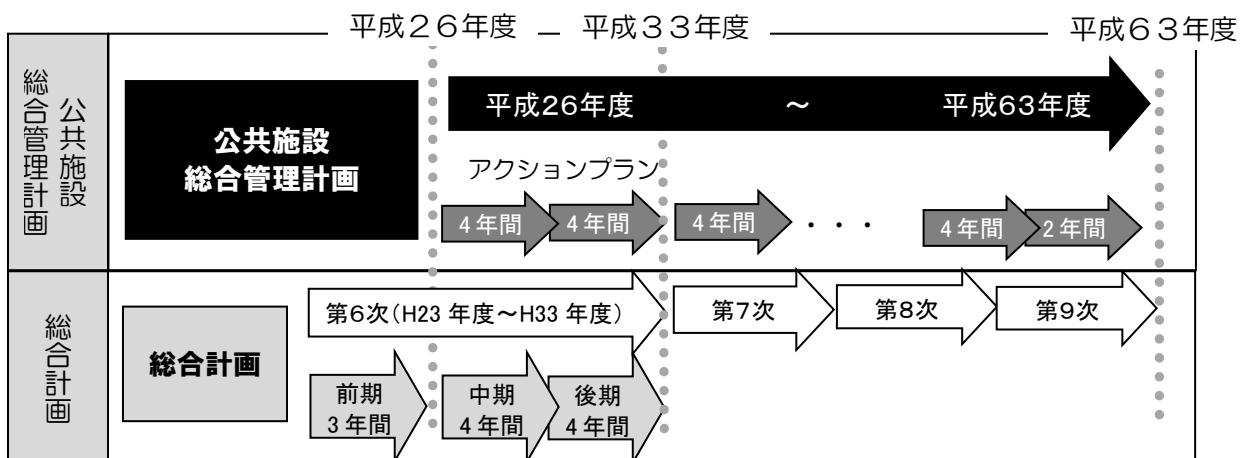 平成２６年度
平成３３年度
平成６３年度
公共施設
総合管理計画
公共施設
総合管理計画
平成26年度 ～ 平成63年度
アクションプラン
4年間
4年間
4年間
・・・
4年間
2年間
総合計画
総合計画
第6次(H23年度～H33年度)
第7次
第8次
第9次
前期
3年間
中期
4年間
後期
4年間